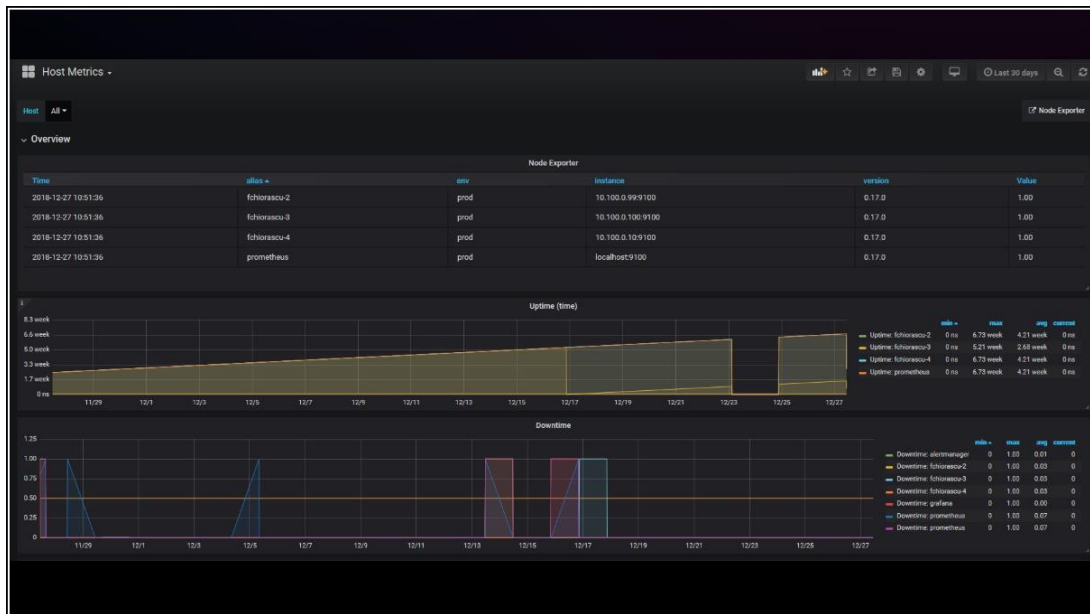 Host Metrics
Last 30 days
Host All
Node Exporter
Overview
Node Exporter
Time alias env instance version Value
2018-12-27 10:51:36 fchiorascu-2 prod 10.100.0.99:9100 0.17.0 1.00
2018-12-27 10:51:36 fchiorascu-3 prod 10.100.0.100:9100 0.17.0 1.00
2018-12-27 10:51:36 fchiorascu-4 prod 10.100.0.10:9100 0.17.0 1.00
2018-12-27 10:51:36 prometheus prod localhost:9100 0.17.0 1.00
i
Uptime (time)
8.3 week
6.6 week
5.0 week
3.3 week
1.7 week
0 ns
11/29 12/1 12/3 12/5 12/7 12/9 12/11 12/13 12/15 12/17 12/19 12/21 12/23 12/25 12/27
min max avg current
Uptime: fchiorascu-2 0 ns 6.73 week 4.21 week 0 ns
Uptime: fchiorascu-3 0 ns 5.21 week 2.68 week 0 ns
Uptime: fchiorascu-4 0 ns 6.73 week 4.21 week 0 ns
Uptime: prometheus 0 ns 6.73 week 4.21 week 0 ns
Downtime
1.25
1.00
0.75
0.50
0.25
0
11/29 12/1 12/3 12/5 12/7 12/9 12/11 12/13 12/15 12/17 12/19 12/21 12/23 12/25 12/27
min max avg current
Downtime: alertmanager 0 1.00 0.01 0
Downtime: fchiorascu-2 0 1.00 0.03 0
Downtime: fchiorascu-3 0 1.00 0.03 0
Downtime: fchiorascu-4 0 1.00 0.03 0
Downtime: grafana 0 1.00 0.00 0
Downtime: prometheus 0 1.00 0.07 0
Downtime: prometheus 0 1.00 0.07 0